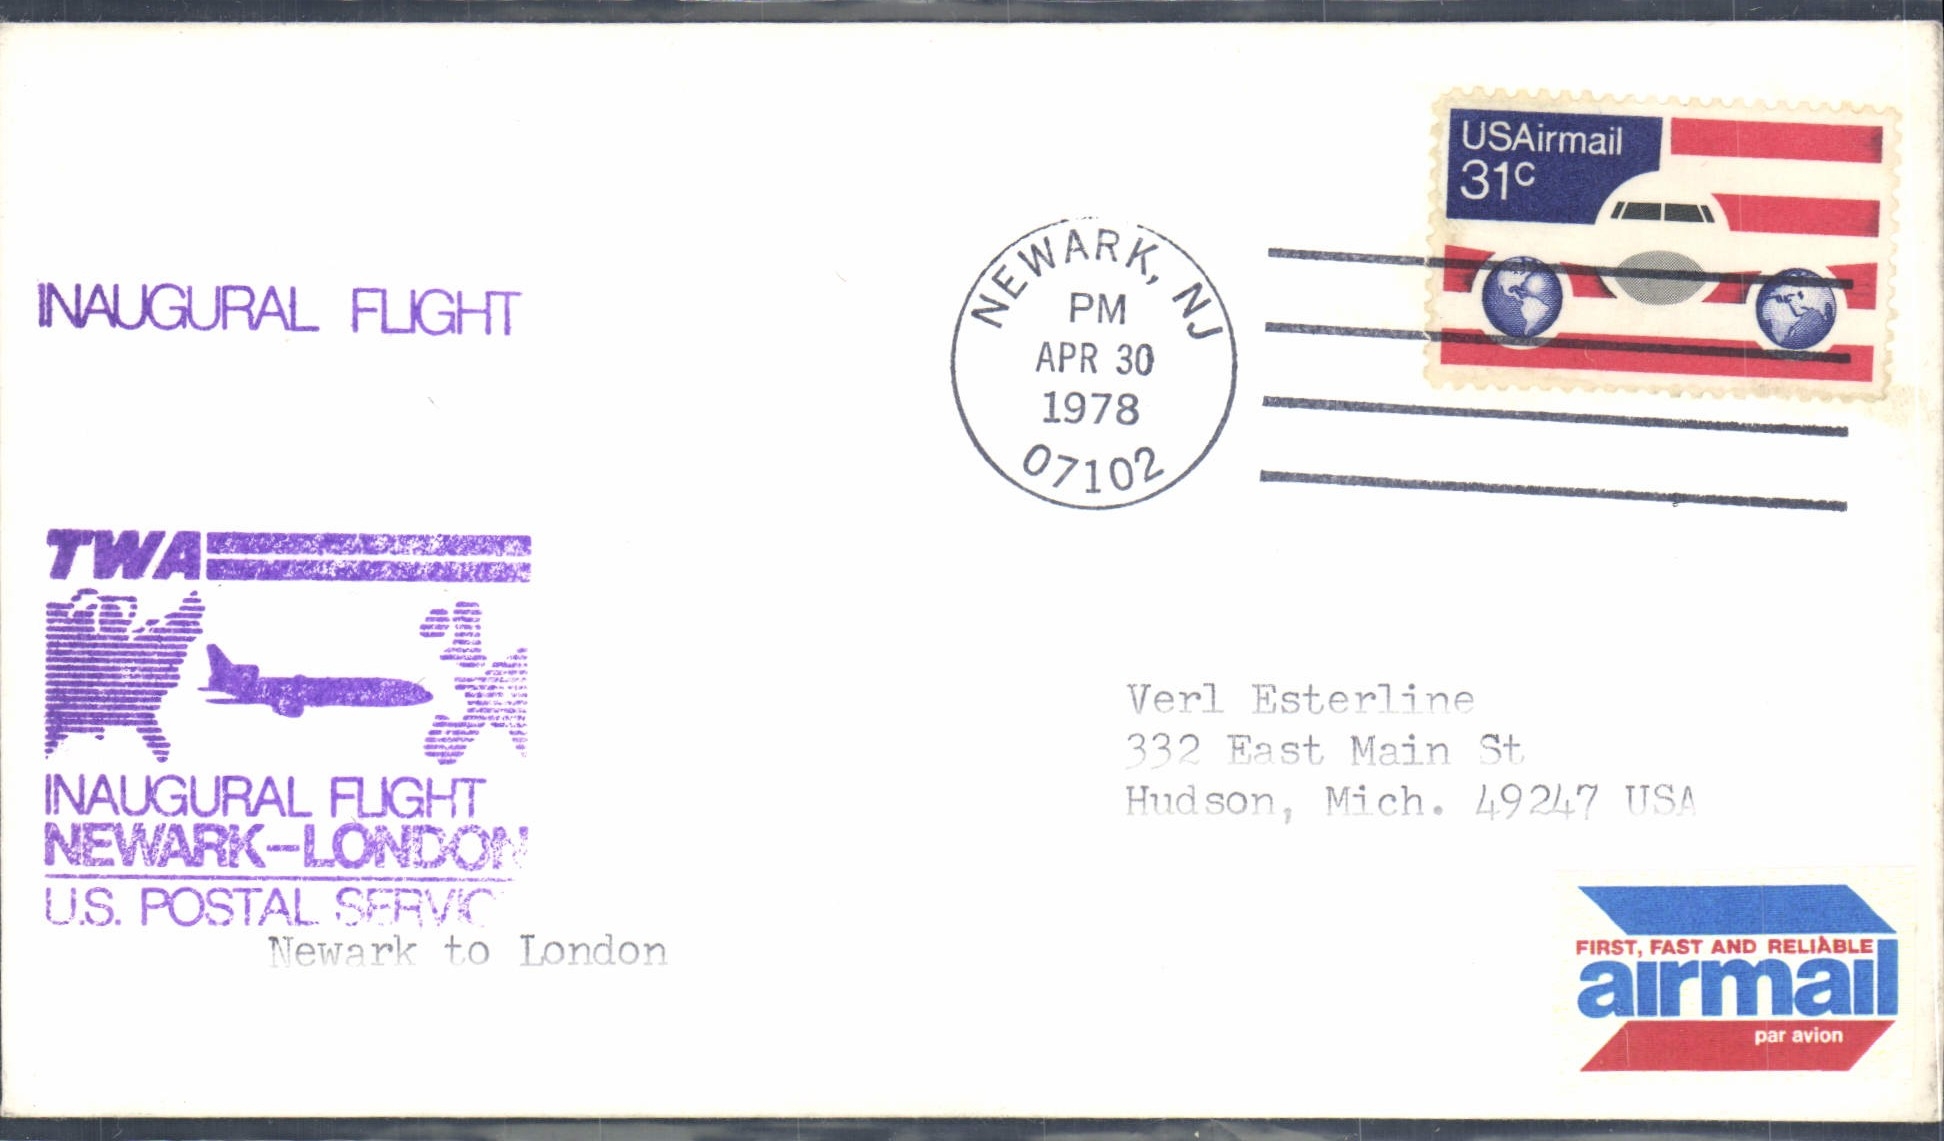 USAirmail
31c
NEWARK, NJ
PM
APR 30
1978
07102
INAUGURAL FLIGHT
TWA
INAUGURAL FLIGHT
NEWARK–LONDON
U.S. POSTAL SERVIC
Newark to London
Verl Esterline
332 East Main St
Hudson, Mich. 49247 USA
FIRST, FAST AND RELIABLE
airmail
par avion